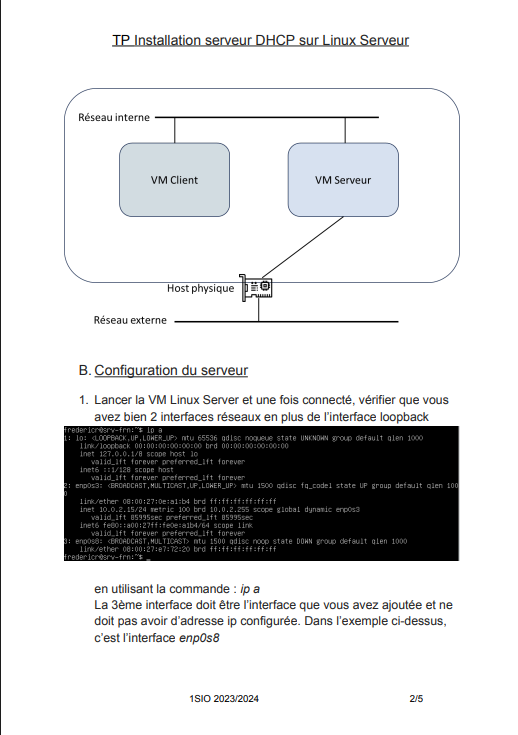 TP Installation serveur DHCP sur Linux Serveur
Réseau interne
VM Client
VM Serveur
Host physique
Réseau externe
B. Configuration du serveur
1. Lancer la VM Linux Server et une fois connecté, vérifier que vous
avez bien 2 interfaces réseaux en plus de l'interface loopback
fredericr@srv-frn:~$ ip a
1: lo: <LOOPBACK,UP,LOWER_UP> mtu 65536 qdisc noqueue state UNKNOWN group default qlen 1000
link/loopback 00:00:00:00:00:00 brd 00:00:00:00:00:00
inet 127.0.0.1/8 scope host lo
valid_lft forever preferred_lft forever
inet6 ::1/128 scope host
valid_lft forever preferred_lft forever
2: enp0s3: <BROADCAST,MULTICAST,UP,LOWER_UP> mtu 1500 qdisc fq_codel state UP group default qlen 100
0
link/ether 08:00:27:0e:a1:b4 brd ff:ff:ff:ff:ff:ff
inet 10.0.2.15/24 metric 100 brd 10.0.2.255 scope global dynamic enp0s3
valid_lft 85995sec preferred_lft 85995sec
inet6 fe80::a00:27ff:fe0e:a1b4/64 scope link
valid_lft forever preferred_lft forever
3: enp0s8: <BROADCAST,MULTICAST> mtu 1500 qdisc noop state DOWN group default qlen 1000
link/ether 08:00:27:e7:72:20 brd ff:ff:ff:ff:ff:ff
fredericr@srv-frn:~$ _
en utilisant la commande : ip a
La 3ème interface doit être l'interface que vous avez ajoutée et ne
doit pas avoir d'adresse ip configurée. Dans l'exemple ci-dessus,
c'est l'interface enp0s8
1SIO 2023/2024
2/5